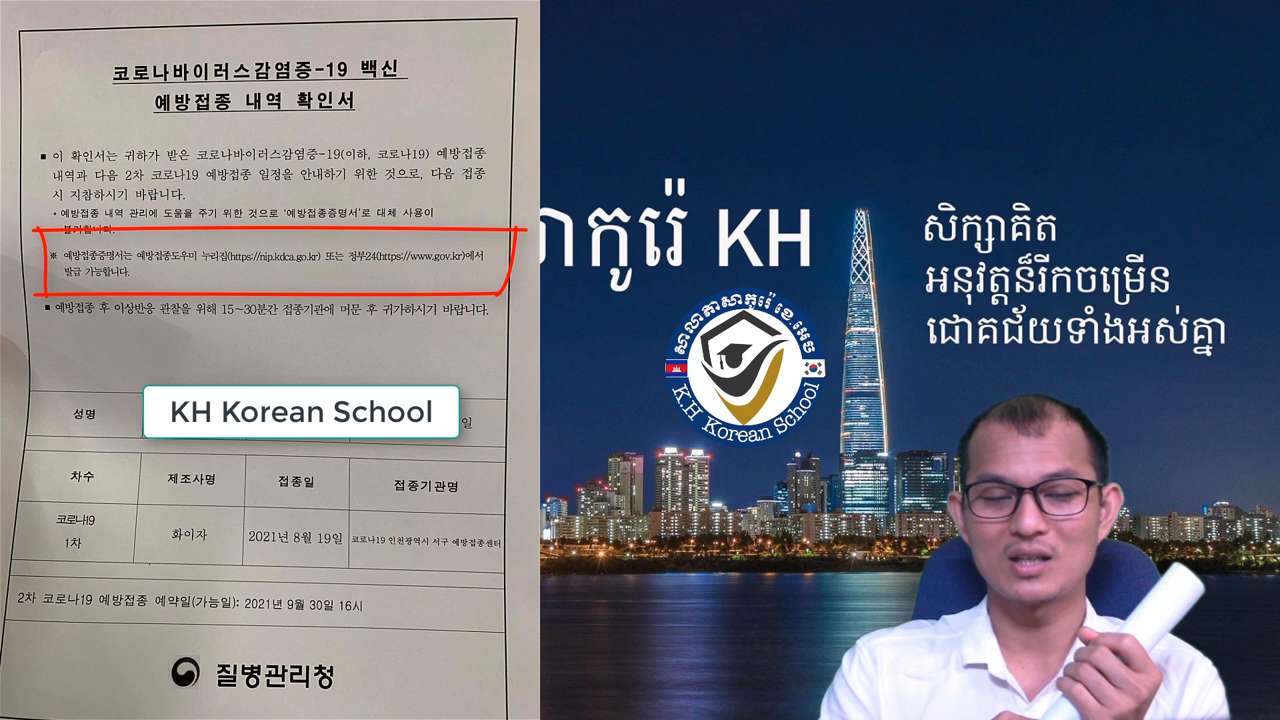 코로나바이러스감염증-19 백신
예방접종 내역 확인서
■ 이 확인서는 귀하가 받은 코로나바이러스감염증-19(이하, 코로나19) 예방접종
내역과 다음 2차 코로나19 예방접종 일정을 안내하기 위한 것으로, 다음 접종
시 지참하시기 바랍니다.
• 예방접종 내역 관리에 도움을 주기 위한 것으로 '예방접종증명서'로 대체 사용이
불가합니다.
※ 예방접종증명서는 예방접종도우미 누리집(https://nip.kdca.go.kr) 또는 정부24(https://www.gov.kr)에서
발급 가능합니다.
■ 예방접종 후 이상반응 관찰을 위해 15~30분간 접종기관에 머문 후 귀가하시기 바랍니다.
KH Korean School
성명
일
차수 제조사명 접종일 접종기관명
코로나19
1차 화이자 2021년 8월 19일 코로나19 인천광역시 서구 예방접종센터
2차 코로나19 예방접종 예약일(가능일): 2021년 9월 30일 16시
질병관리청
សាកូរ៉េ KH
សាលាភាសាកូរ៉េ ខេ អេច
K.H Korean School
សិក្សាគិត
អនុវត្តន៏រីកចម្រើន
ជោគជ័យទាំងអស់គ្នា